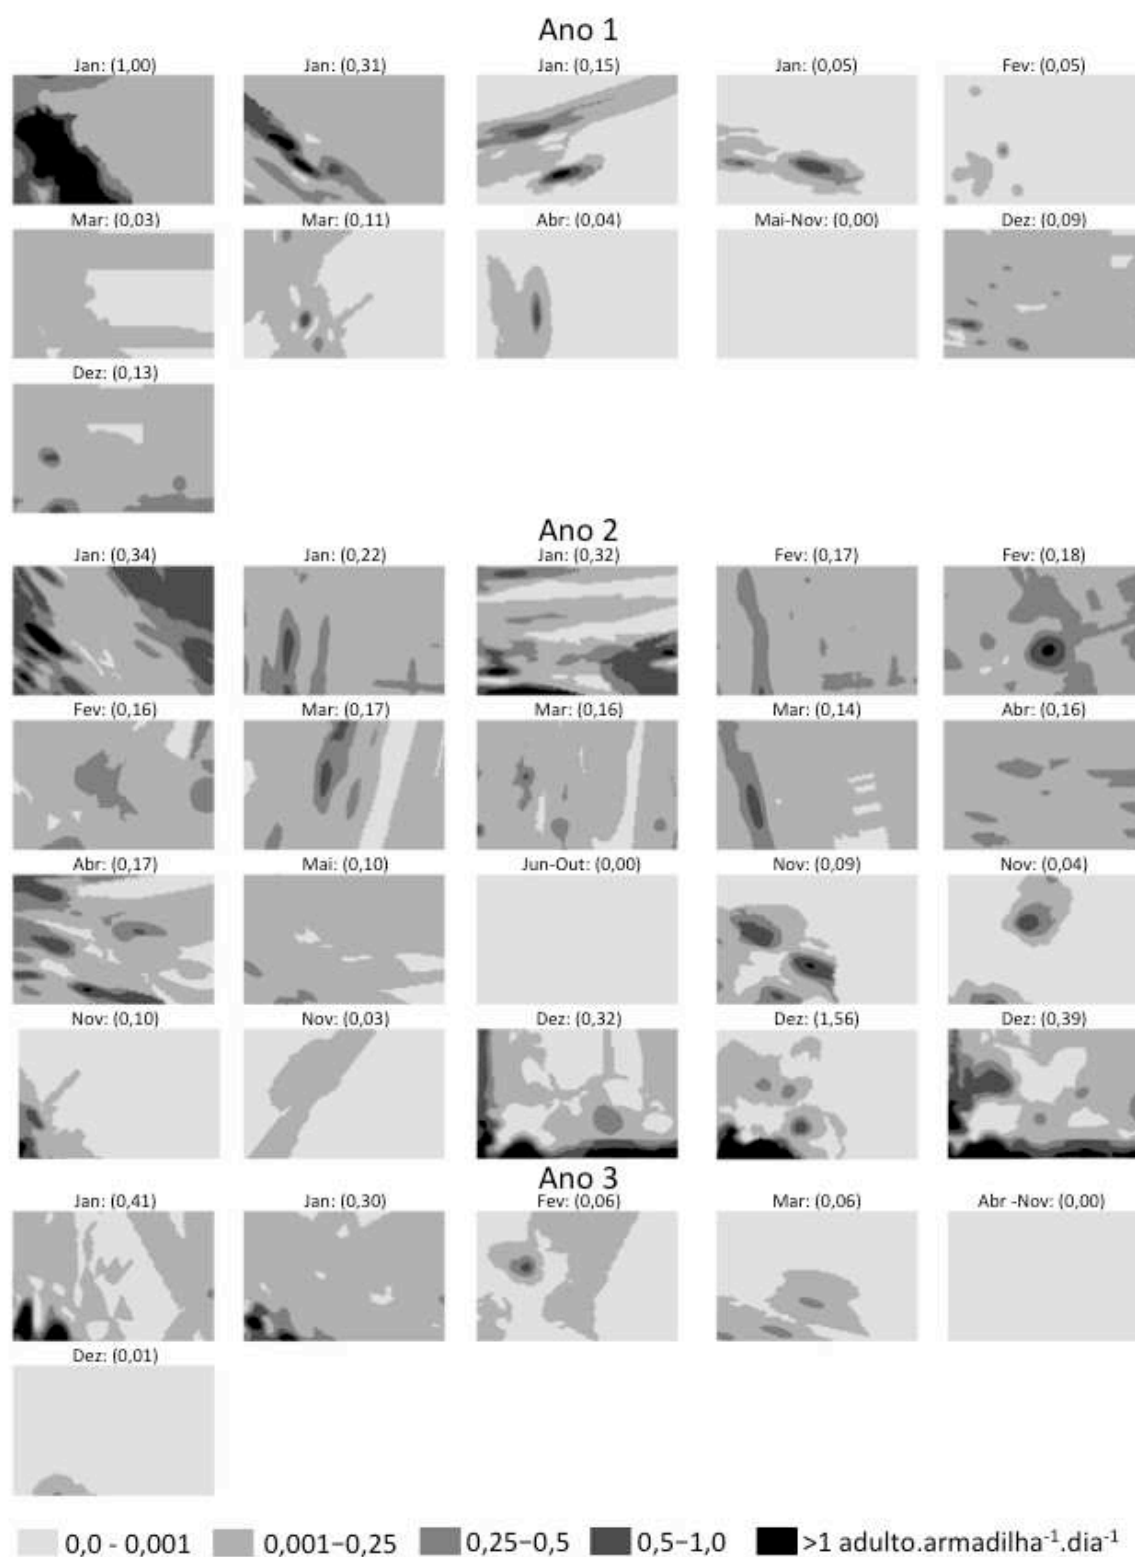 Ano 1
Jan: (1,00) Jan: (0,31) Jan: (0,15) Jan: (0,05) Fev: (0,05)
Mar: (0,03) Mar: (0,11) Abr: (0,04) Mai-Nov: (0,00) Dez: (0,09)
Dez: (0,13)
Ano 2
Jan: (0,34) Jan: (0,22) Jan: (0,32) Fev: (0,17) Fev: (0,18)
Fev: (0,16) Mar: (0,17) Mar: (0,16) Mar: (0,14) Abr: (0,16)
Abr: (0,17) Mai: (0,10) Jun-Out: (0,00) Nov: (0,09) Nov: (0,04)
Nov: (0,10) Nov: (0,03) Dez: (0,32) Dez: (1,56) Dez: (0,39)
Ano 3
Jan: (0,41) Jan: (0,30) Fev: (0,06) Mar: (0,06) Abr -Nov: (0,00)
Dez: (0,01)
0,0 - 0,001 0,001−0,25 0,25−0,5 0,5−1,0 >1 adulto.armadilha⁻¹.dia⁻¹